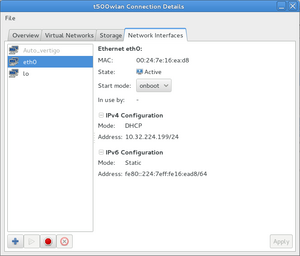 t500wlan Connection Details
File
Overview Virtual Networks Storage Network Interfaces
eth0
lo
Ethernet eth0:
MAC: 00:24:7e:16:ea:d8
State: Active
Start mode: onboot
In use by: -
IPv4 Configuration
Mode: DHCP
Address: 10.32.224.199/24
IPv6 Configuration
Mode: Static
Address: fe80::224:7eff:fe16:ead8/64
Apply